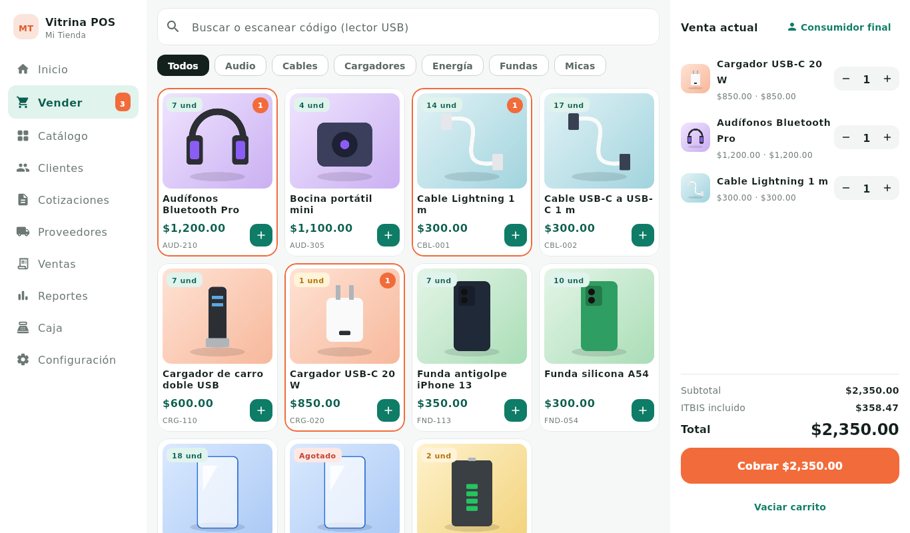 MT
Vitrina POS
Mi Tienda
Inicio
Vender
3
Catálogo
Clientes
Cotizaciones
Proveedores
Ventas
Reportes
Caja
Configuración
Buscar o escanear código (lector USB)
Todos
Audio
Cables
Cargadores
Energía
Fundas
Micas
7 und
1
Audífonos
Bluetooth Pro
$1,200.00
+
AUD-210
4 und
Bocina portátil
mini
$1,100.00
+
AUD-305
14 und
1
Cable Lightning 1
m
$300.00
+
CBL-001
17 und
Cable USB-C a USB-
C 1 m
$300.00
+
CBL-002
7 und
Cargador de carro
doble USB
$600.00
+
CRG-110
1 und
1
Cargador USB-C 20
W
$850.00
+
CRG-020
7 und
Funda antigolpe
iPhone 13
$350.00
+
FND-113
10 und
Funda silicona A54
$300.00
+
FND-054
18 und
Agotado
2 und
Venta actual
Consumidor final
Cargador USB-C 20
W
$850.00 · $850.00
− 1 +
Audífonos Bluetooth
Pro
$1,200.00 · $1,200.00
− 1 +
Cable Lightning 1 m
$300.00 · $300.00
− 1 +
Subtotal $2,350.00
ITBIS incluido $358.47
Total $2,350.00
Cobrar $2,350.00
Vaciar carrito